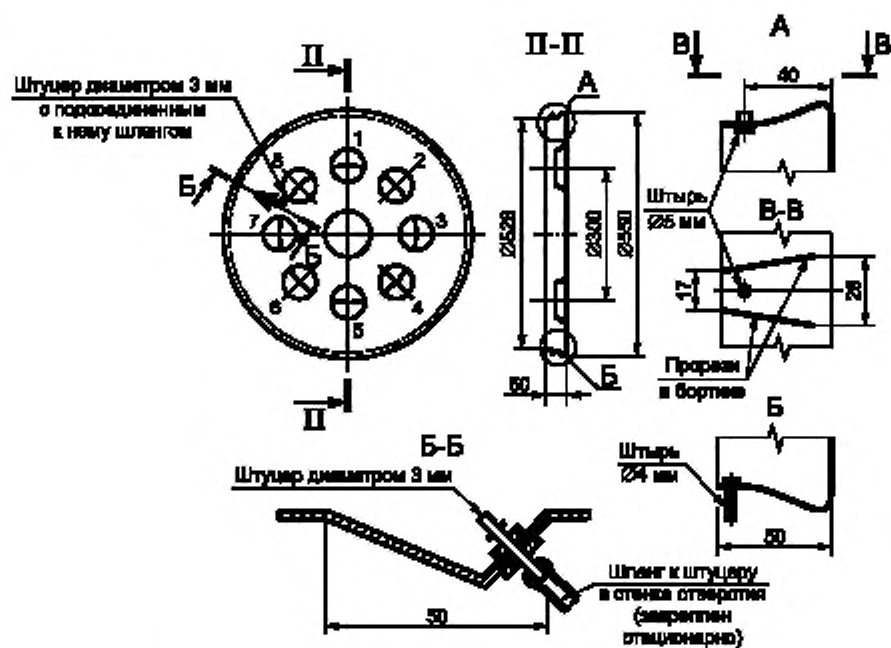 II
II-II
А
В
В
Штуцер диаметром 3 мм
с подсоединенным
к нему шлангом
40
А
1
8
2
Б
Штырь
Ø5 мм
В-В
7
3
Б
Ø528
Ø300
Ø550
17
26
6
4
5
Прорези
в бортике
60
Б
II
Б-Б
Б
Штырь
Ø4 мм
Штуцер диаметром 3 мм
50
Шланг к штуцеру
в стенке отверстия
(закреплен
стационарно)
50